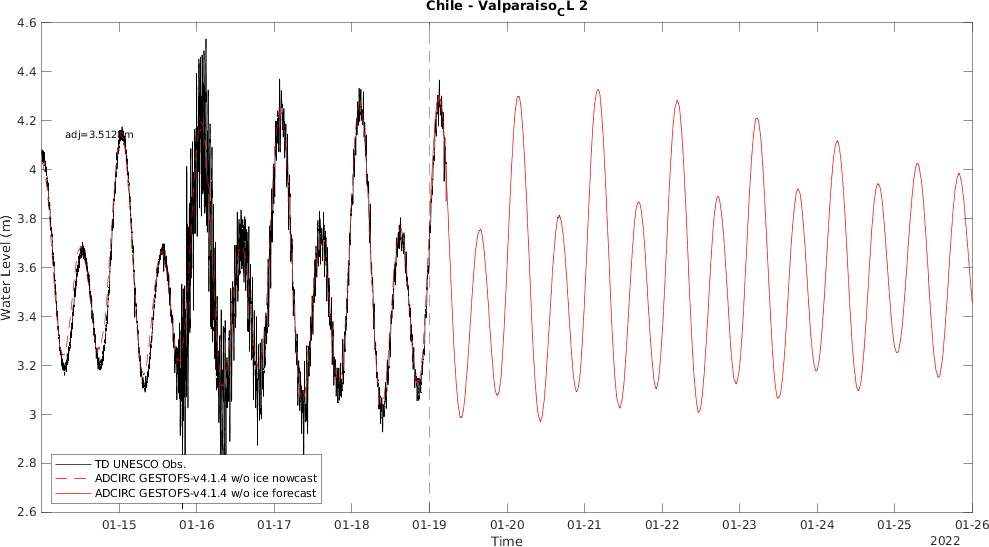 Chile - Valparaiso_CL 2
4.6
4.4
4.2
4
3.8
3.6
3.4
3.2
3
2.8
2.6
Water Level (m)
adj=3.5128m
TD UNESCO Obs.
ADCIRC GESTOFS-v4.1.4 w/o ice nowcast
ADCIRC GESTOFS-v4.1.4 w/o ice forecast
01-15 01-16 01-17 01-18 01-19 01-20 01-21 01-22 01-23 01-24 01-25 01-26
Time
2022